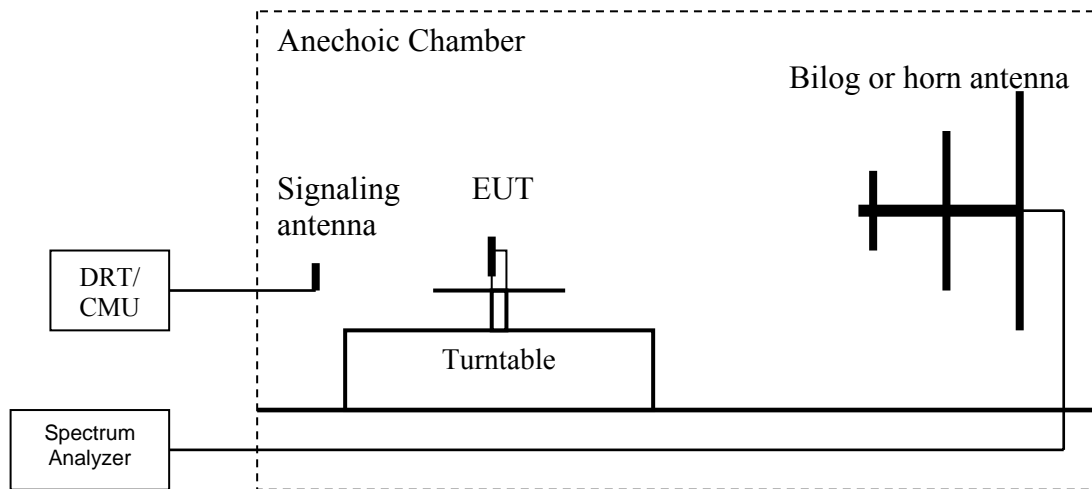 Anechoic Chamber
Bilog or horn antenna
Signaling
antenna
EUT
DRT/
CMU
Turntable
Spectrum
Analyzer